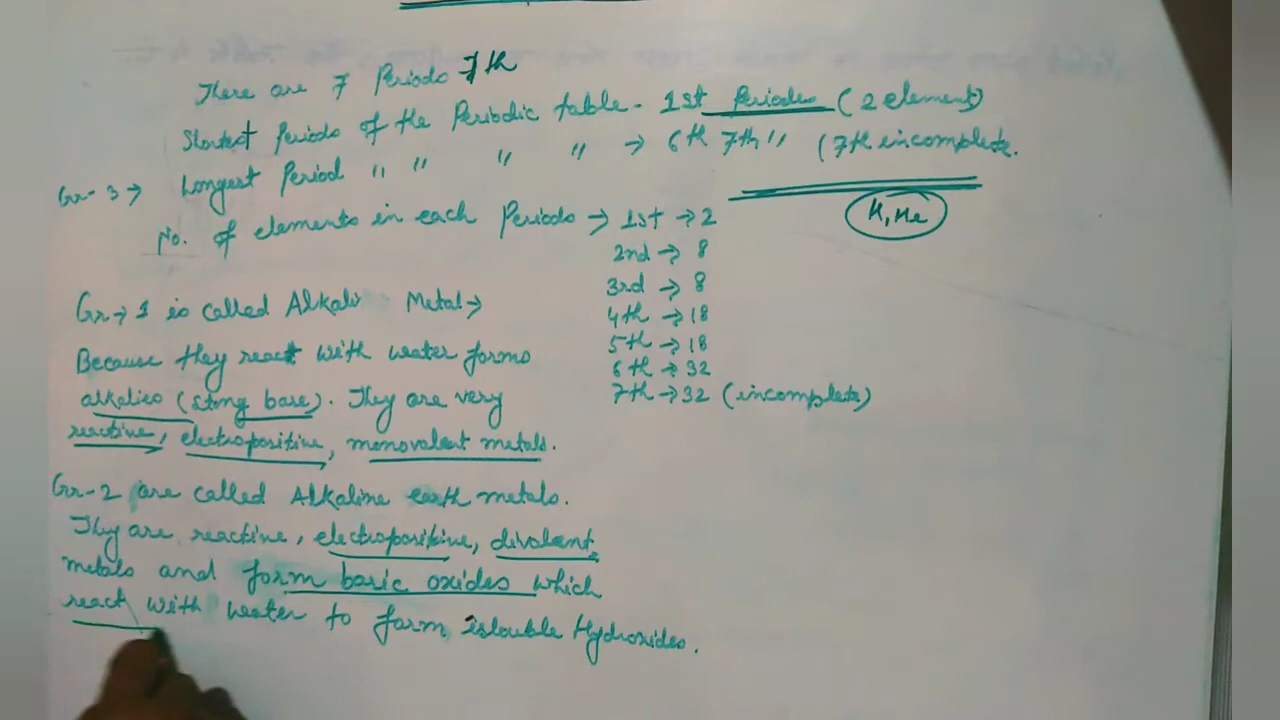 There are 7 Periods 7th
Shortest Periods of the Periodic table - 1st Periodes (2 element)
Gr-3 → Longest Period " " " " → 6th 7th " (7th incomplete.
No. of elements in each Periods → 1st → 2
H, He
2nd → 8
3rd → 8
4th → 18
5th → 18
6th → 32
7th → 32 (incomplete)
Gr → 1 is called Alkali Metal →
Because they react with water forms
alkalies (stong base). They are very
reactive, electropositive, monovalent metals.
Gr-2 are called Alkaline earth metals.
They are reactive, electropositive, divalent
metals and form basic oxides which
react with water to form Hydroxides.